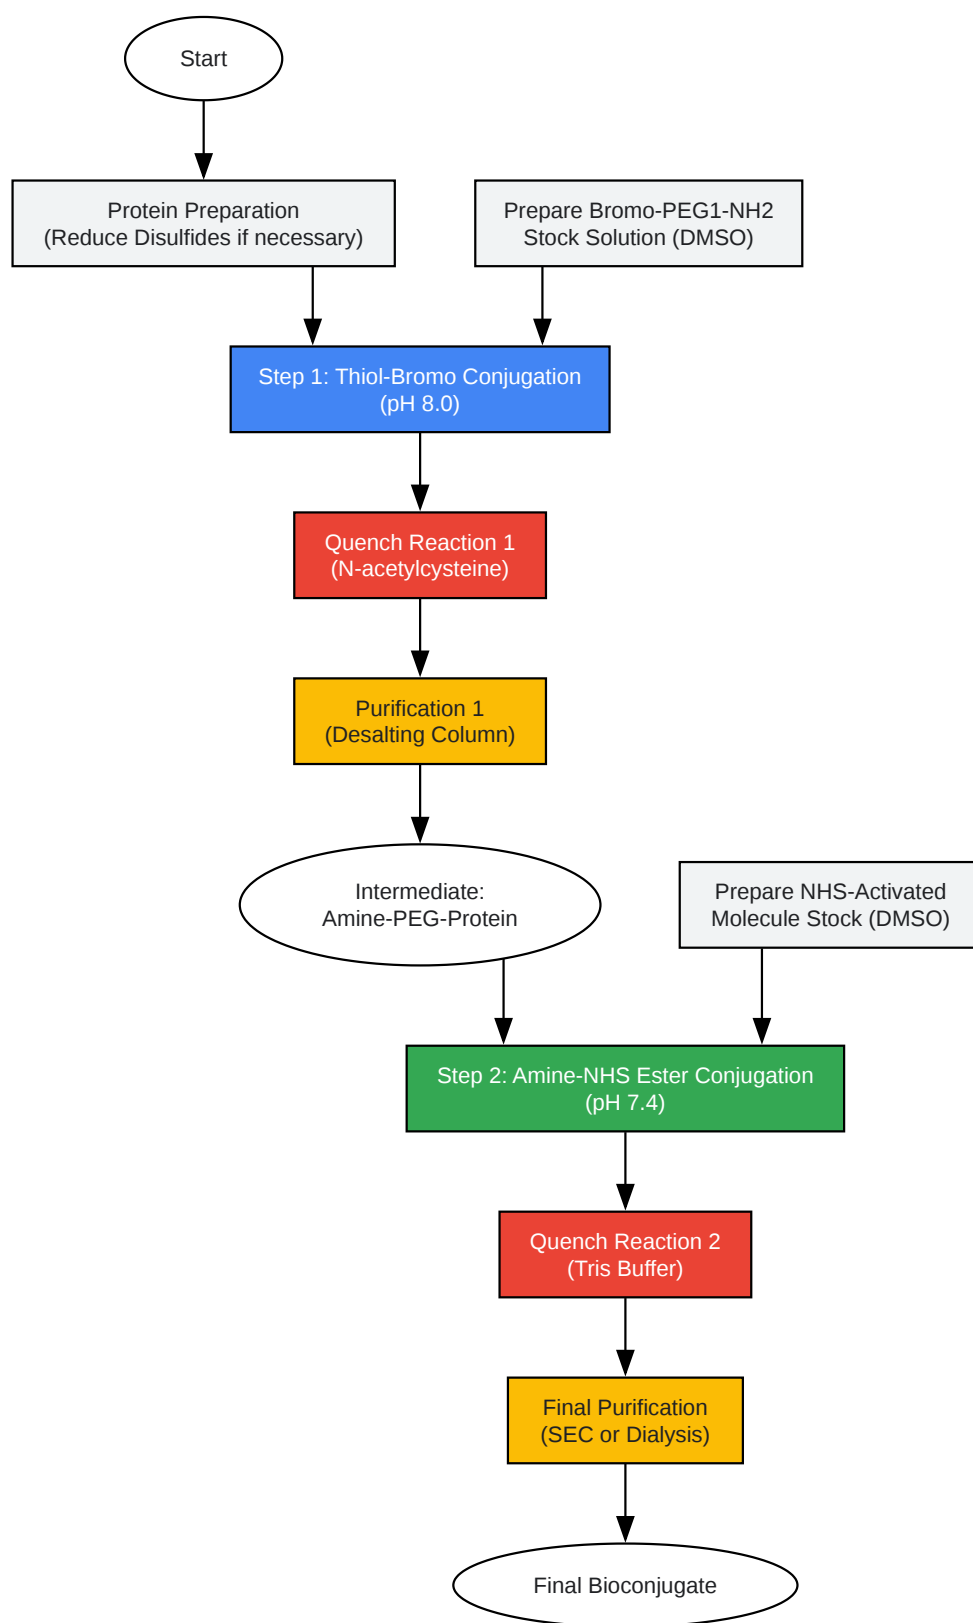 Start
Protein Preparation
(Reduce Disulfides if necessary)
Prepare Bromo-PEG1-NH2
Stock Solution (DMSO)
Step 1: Thiol-Bromo Conjugation
(pH 8.0)
Quench Reaction 1
(N-acetylcysteine)
Purification 1
(Desalting Column)
Intermediate:
Amine-PEG-Protein
Prepare NHS-Activated
Molecule Stock (DMSO)
Step 2: Amine-NHS Ester Conjugation
(pH 7.4)
Quench Reaction 2
(Tris Buffer)
Final Purification
(SEC or Dialysis)
Final Bioconjugate